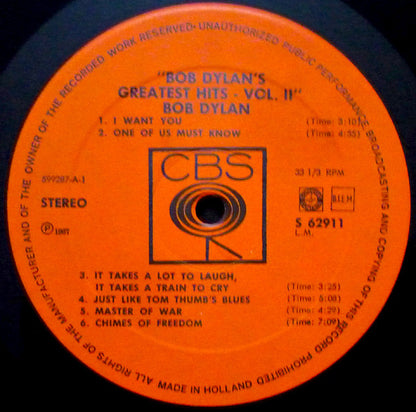 ALL RIGHTS OF THE MANUFACTURER AND OF THE OWNER OF THE RECORDED WORK RESERVED-UNAUTHORIZED PUBLIC PERFORMANCE BROADCASTING AND COPYING OF THIS RECORD PROHIBITED MADE IN HOLLAND
"BOB DYLAN'S
GREATEST HITS - VOL. II"
BOB DYLAN
1. I WANT YOU (Time: 3:10)
2. ONE OF US MUST KNOW (Time: 4:35)
CBS
599287-A-1
33 1/3 RPM
STEREO
B.I.E.M.
℗ 1967
S 62911
L.M.
3. IT TAKES A LOT TO LAUGH,
IT TAKES A TRAIN TO CRY (Time: 3:25)
4. JUST LIKE TOM THUMB'S BLUES (Time: 5:08)
5. MASTER OF WAR (Time: 4:29)
6. CHIMES OF FREEDOM (Time: 7:09)